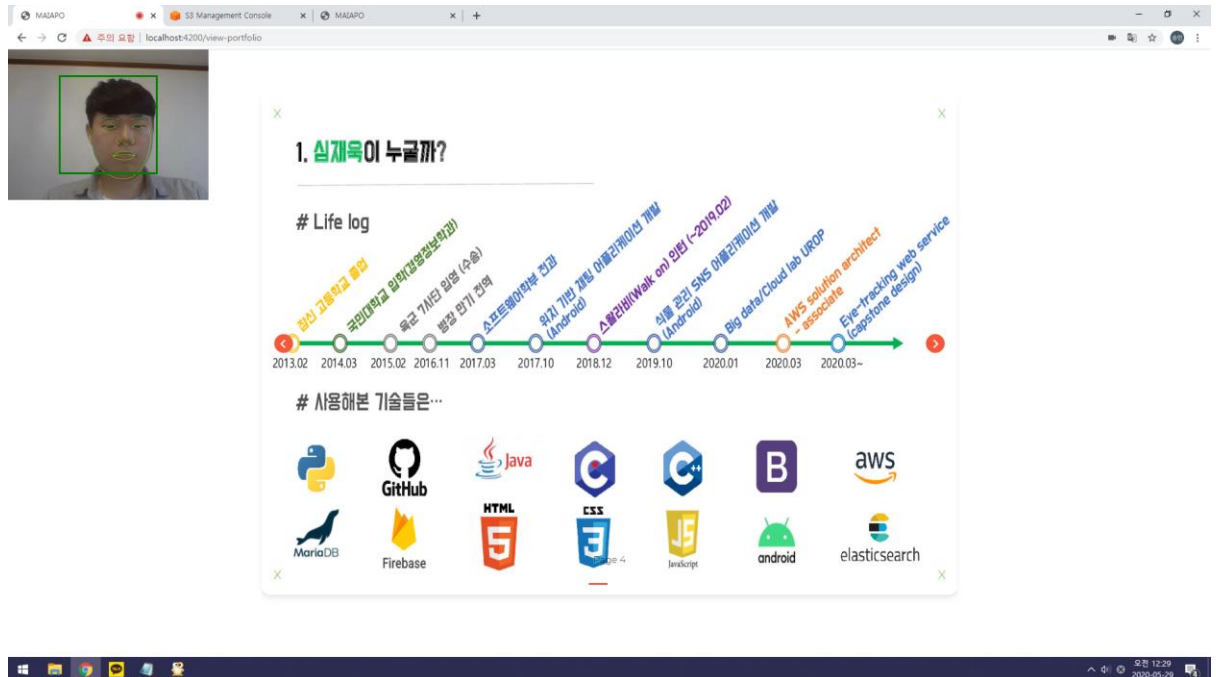 MAIAPO
S3 Management Console
MAIAPO
주의 요함 | localhost:4200/view-portfolio
1. 심재욱이 누굴까?
# Life log
잠신 고등학교 졸업
국민대학교 입학(경영정보학과)
육군 7사단 입영 (수송)
병장 만기 전역
소프트웨어학부 전과
위치 기반 채팅 어플리케이션 개발
(Android)
스왈라비(Walk on) 인턴 (~2019.02)
식물 관리 SNS 어플리케이션 개발
(Android)
Big data/Cloud lab UROP
AWS solution architect
- associate
Eye-tracking web service
(capstone design)
2013.02 2014.03 2015.02 2016.11 2017.03 2017.10 2018.12 2019.10 2020.01 2020.03 2020.03~
# 사용해본 기술들은…
GitHub
Java
C
C++
B
aws
MariaDB
Firebase
HTML
5
CSS
3
JS
JavaScript
android
elasticsearch
Page 4
오전 12:29
2020-05-29